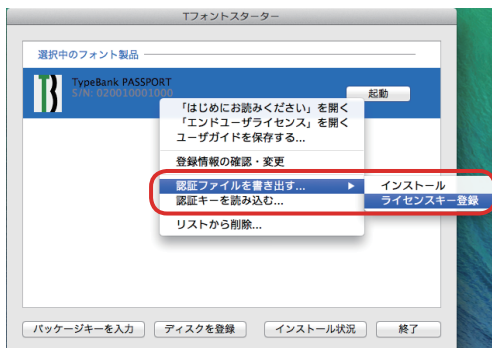 Tフォントスターター
選択中のフォント製品
TypeBank PASSPORT
S/N: 020010001000
起動
「はじめにお読みください」を開く
「エンドユーザライセンス」を開く
ユーザガイドを保存する...
登録情報の確認・変更
認証ファイルを書き出す... ▶ インストール
認証キーを読み込む... ライセンスキー登録
リストから削除...
パッケージキーを入力 ディスクを登録 インストール状況 終了